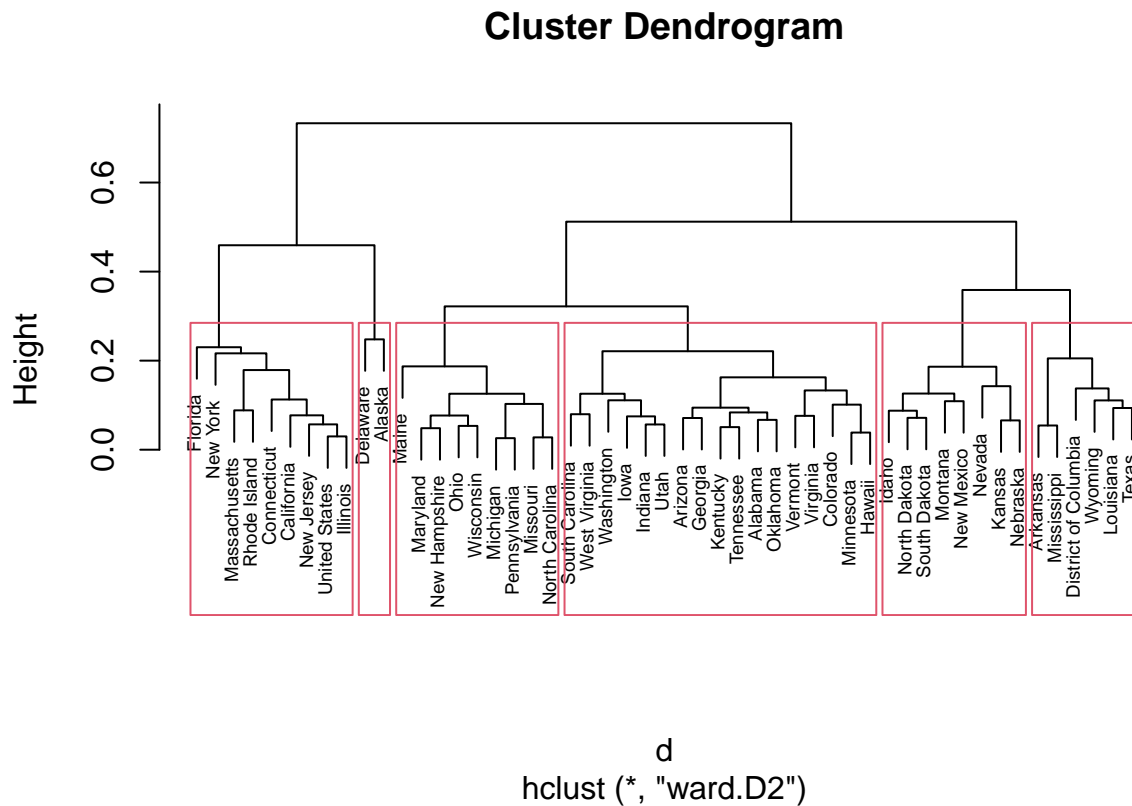 Cluster Dendrogram
Height
0.0
0.2
0.4
0.6
Florida
New York
Massachusetts
Rhode Island
Connecticut
California
New Jersey
United States
Illinois
Delaware
Alaska
Maine
Maryland
New Hampshire
Ohio
Wisconsin
Michigan
Pennsylvania
Missouri
North Carolina
South Carolina
West Virginia
Washington
Iowa
Indiana
Utah
Arizona
Georgia
Kentucky
Tennessee
Alabama
Oklahoma
Vermont
Virginia
Colorado
Minnesota
Hawaii
Idaho
North Dakota
South Dakota
Montana
New Mexico
Nevada
Kansas
Nebraska
Arkansas
Mississippi
District of Columbia
Wyoming
Louisiana
Texas
d
hclust (*, "ward.D2")